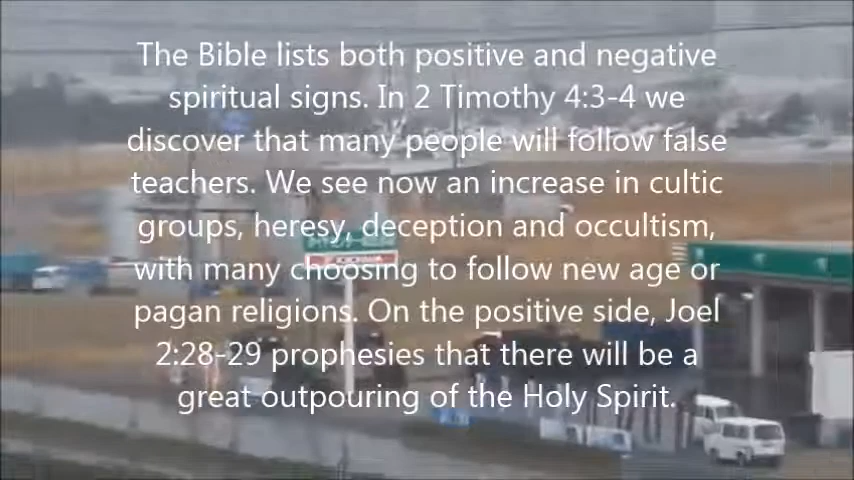 The Bible lists both positive and negative
spiritual signs. In 2 Timothy 4:3-4 we
discover that many people will follow false
teachers. We see now an increase in cultic
groups, heresy, deception and occultism,
with many choosing to follow new age or
pagan religions. On the positive side, Joel
2:28-29 prophesies that there will be a
great outpouring of the Holy Spirit.
YOKOHAMA